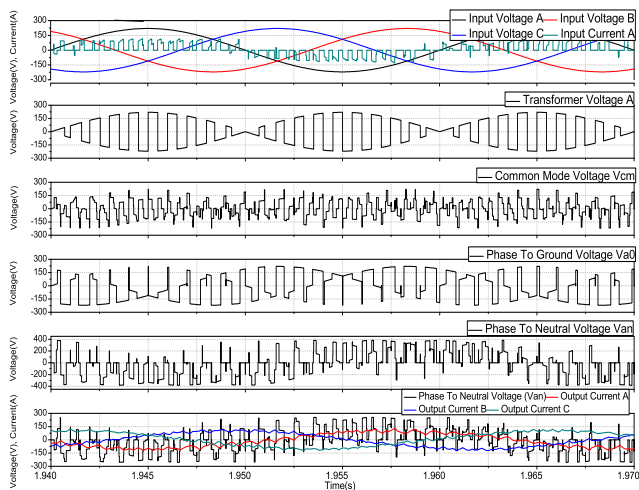 Input Voltage A Input Voltage B
Input Voltage C Input Current A
Voltage(V), Current(A)
300
150
0
-150
-300
Transformer Voltage A
Voltage(V)
300
150
0
-150
-300
Common Mode Voltage Vcm
Voltage(V)
300
150
0
-150
-300
Phase To Ground Voltage Va0
Voltage(V)
300
150
0
-150
-300
Phase To Neutral Voltage Van
Voltage(V)
400
200
0
-200
-400
Phase To Neutral Voltage (Van) Output Current A
Output Current B Output Current C
Voltage(V), Current(A)
300
150
0
-150
-300
1.940 1.945 1.950 1.955 1.960 1.965 1.970
Time(s)